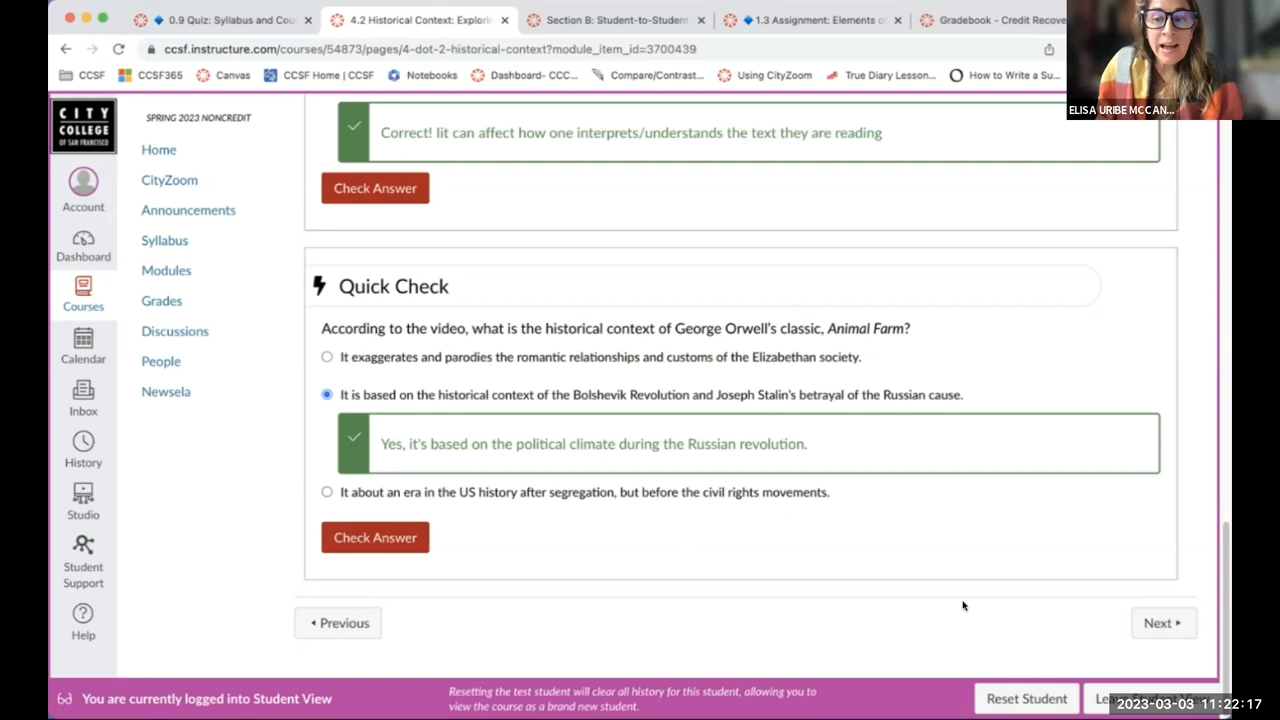 0.9 Quiz: Syllabus and Cou
4.2 Historical Context: Explori
Section B: Student-to-Student
1.3 Assignment: Elements o
Gradebook - Credit Recove
ccsf.instructure.com/courses/54873/pages/4-dot-2-historical-context?module_item_id=3700439
CCSF
CCSF365
Canvas
CCSF Home | CCSF
Notebooks
Dashboard- CCC...
Compare/Contrast...
Using CityZoom
True Diary Lesson...
How to Write a Su...
ELISA URIBE MCCAN...
CITY
COLLEGE
OF SAN FRANCISCO
Account
Dashboard
Courses
Calendar
Inbox
History
Studio
Student
Support
Help
SPRING 2023 NONCREDIT
Home
CityZoom
Announcements
Syllabus
Modules
Grades
Discussions
People
Newsela
Correct! Iit can affect how one interprets/understands the text they are reading
Check Answer
Quick Check
According to the video, what is the historical context of George Orwell's classic, Animal Farm?
It exaggerates and parodies the romantic relationships and customs of the Elizabethan society.
It is based on the historical context of the Bolshevik Revolution and Joseph Stalin's betrayal of the Russian cause.
Yes, it's based on the political climate during the Russian revolution.
It about an era in the US history after segregation, but before the civil rights movements.
Check Answer
Previous
Next
You are currently logged into Student View
Resetting the test student will clear all history for this student, allowing you to
view the course as a brand new student.
Reset Student
2023-03-03 11:22:17